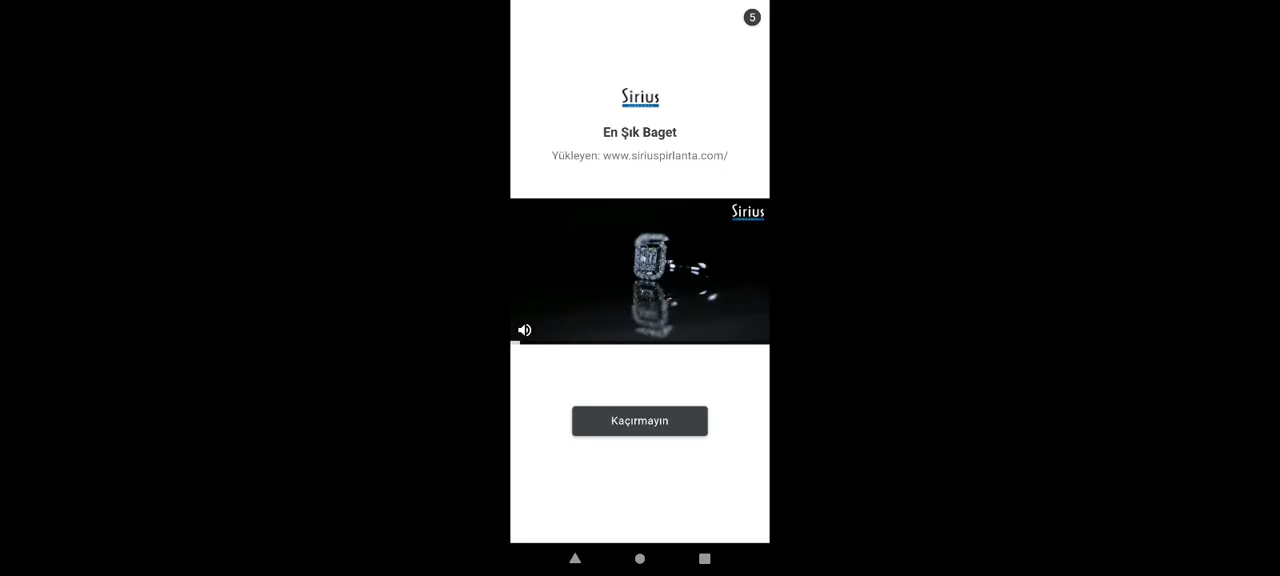 5
Sirius
En Şık Baget
Yükleyen: www.siriuspirlanta.com/
Sirius
Kaçırmayın